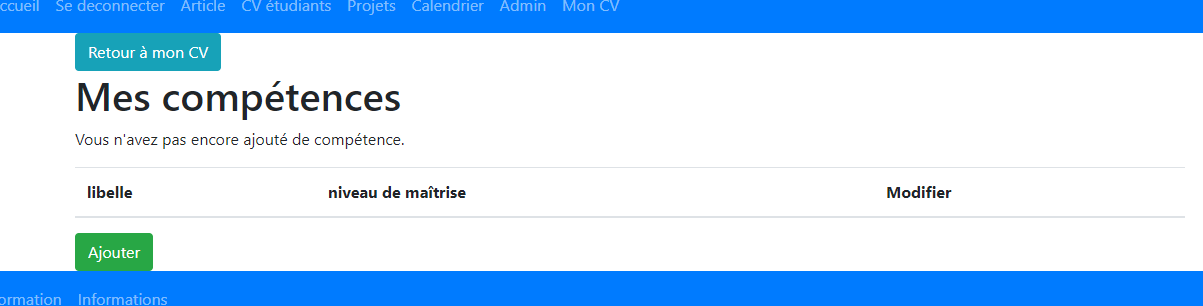 ccueil Se deconnecter Article CV étudiants Projets Calendrier Admin Mon CV
Retour à mon CV
Mes compétences
Vous n'avez pas encore ajouté de compétence.
libelle niveau de maîtrise Modifier
Ajouter
ormation Informations